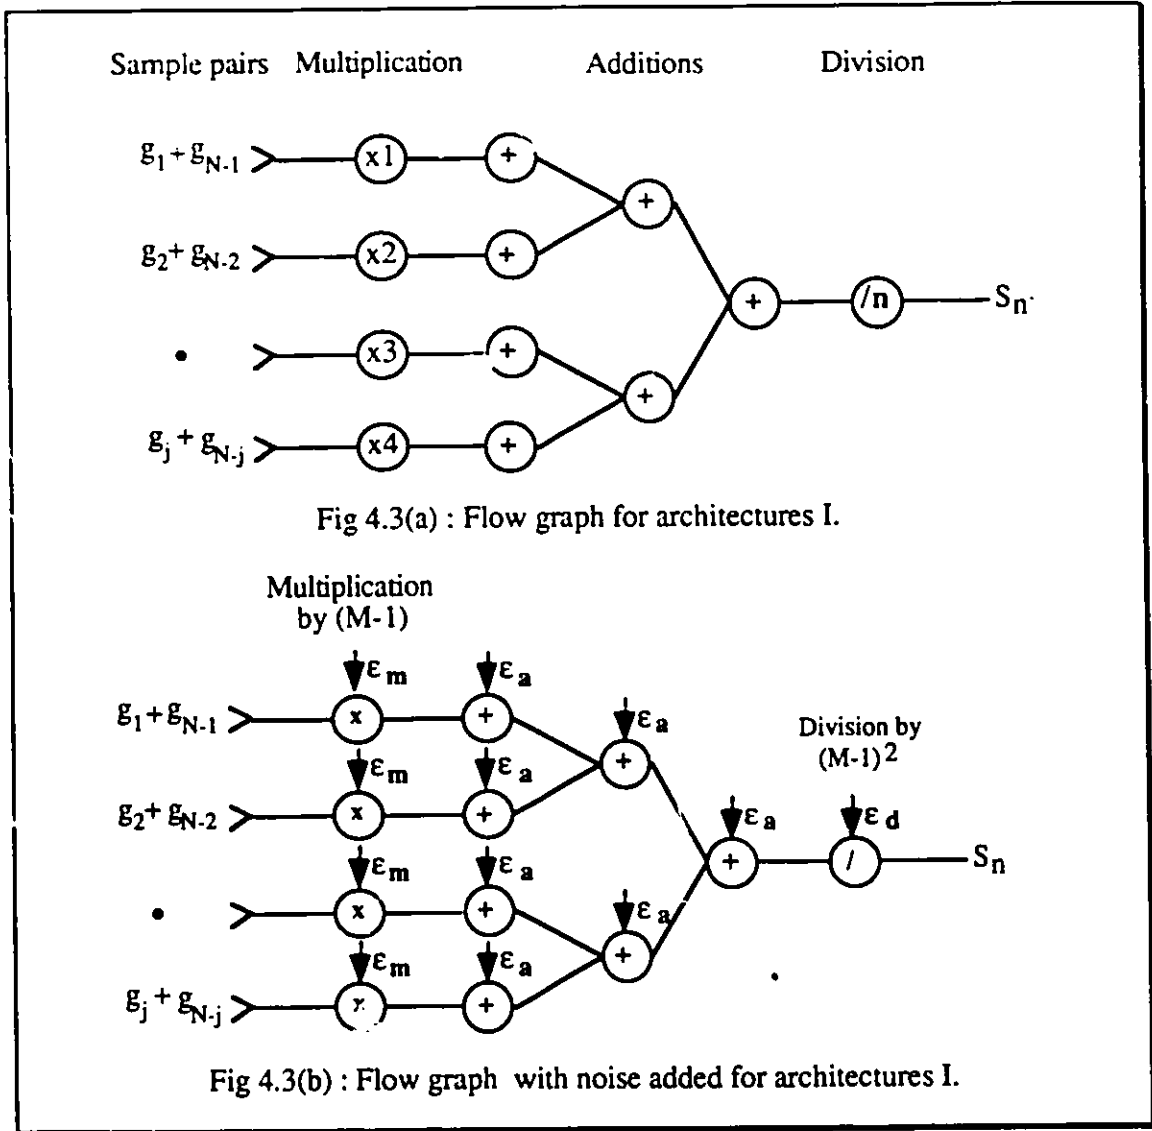 Sample pairs Multiplication Additions Division
g1 + gN-1 x1 +
+
g2 + gN-2 x2 +
+ /n Sn
• x3 +
+
gj + gN-j x4 +
Fig 4.3(a) : Flow graph for architectures I.
Multiplication
by (M-1)
εm εa
g1 + gN-1 x + εa
+ Division by
(M-1)2
εm εa
g2 + gN-2 x + εa εd
+ / Sn
εm εa
• x + εa
+
εm εa
gj + gN-j x +
Fig 4.3(b) : Flow graph with noise added for architectures I.